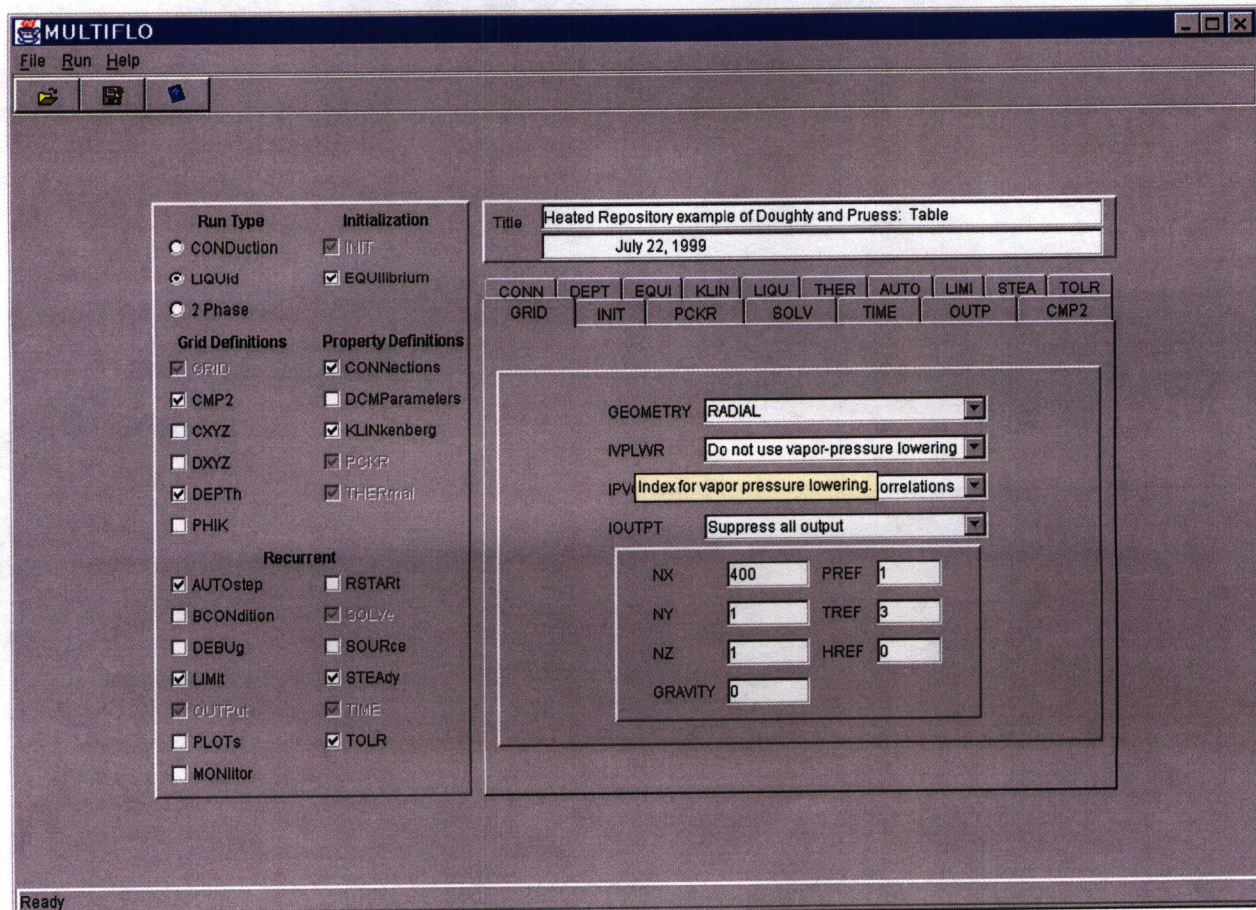 MULTIFLO
File Run Help
Run Type
Initialization
CONDuction
INIT
LIQUid
EQUIlibrium
2 Phase
Grid Definitions
Property Definitions
GRID
CONNections
CMP2
DCMParameters
CXYZ
KLINkenberg
DXYZ
PCKR
DEPTh
THERmal
PHIK
Recurrent
AUTOstep
RSTARt
BCONdition
SOLVe
DEBUg
SOURce
LIMIt
STEAdy
OUTPut
TIME
PLOTs
TOLR
MONIitor
Title
Heated Repository example of Doughty and Pruess: Table
July 22, 1999
CONN DEPT EQUI KLIN LIQU THER AUTO LIMI STEA TOLR
GRID INIT PCKR SOLV TIME OUTP CMP2
GEOMETRY RADIAL
IVPLWR Do not use vapor-pressure lowering
Index for vapor pressure lowering.
IOUTPT Suppress all output
NX 400 PREF 1
NY 1 TREF 3
NZ 1 HREF 0
GRAVITY 0
Ready